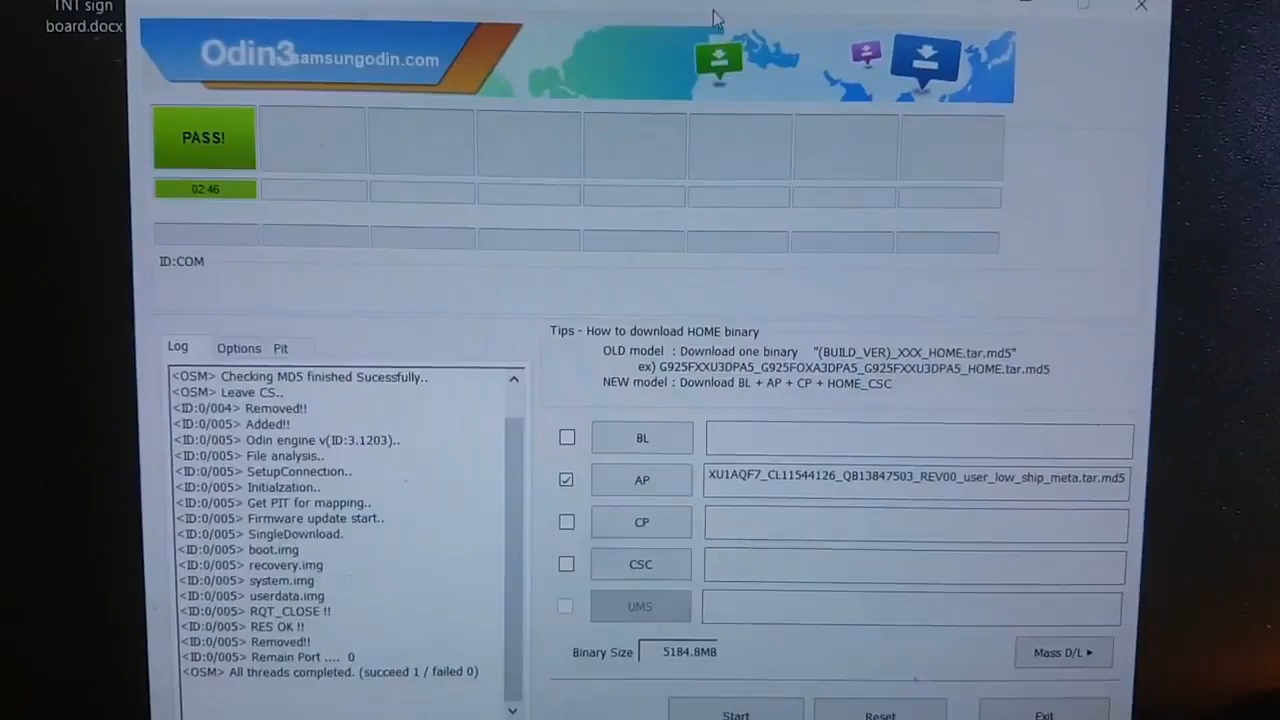 TNT sign
board.docx
Odin3
samsungodin.com
PASS!
02:46
ID:COM
Log
Options
Pit
<OSM> Checking MD5 finished Sucessfully..
<OSM> Leave CS..
<ID:0/004> Removed!!
<ID:0/005> Added!!
<ID:0/005> Odin engine v(ID:3.1203)..
<ID:0/005> File analysis..
<ID:0/005> SetupConnection..
<ID:0/005> Initialzation..
<ID:0/005> Get PIT for mapping..
<ID:0/005> Firmware update start..
<ID:0/005> SingleDownload.
<ID:0/005> boot.img
<ID:0/005> recovery.img
<ID:0/005> system.img
<ID:0/005> userdata.img
<ID:0/005> RQT_CLOSE !!
<ID:0/005> RES OK !!
<ID:0/005> Removed!!
<ID:0/005> Remain Port .... 0
<OSM> All threads completed. (succeed 1 / failed 0)
Tips - How to download HOME binary
OLD model : Download one binary "(BUILD_VER)_XXX_HOME.tar.md5"
ex) G925FXXU3DPA5_G925FOXA3DPA5_G925FXXU3DPA5_HOME.tar.md5
NEW model : Download BL + AP + CP + HOME_CSC
BL
AP
XU1AQF7_CL11544126_QB13847503_REV00_user_low_ship_meta.tar.md5
CP
CSC
UMS
Binary Size
5184.8MB
Mass D/L
Start
Reset
Exit